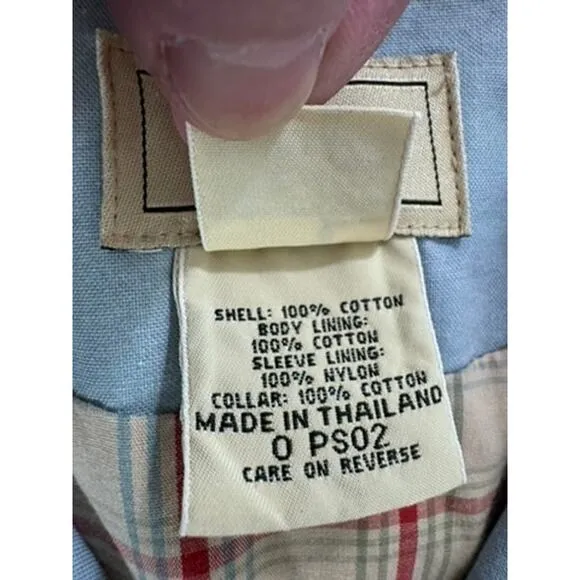 SHELL: 100% COTTON
BODY LINING:
100% COTTON
SLEEVE LINING:
100% NYLON
COLLAR: 100% COTTON
MADE IN THAILAND
0 PS02
CARE ON REVERSE